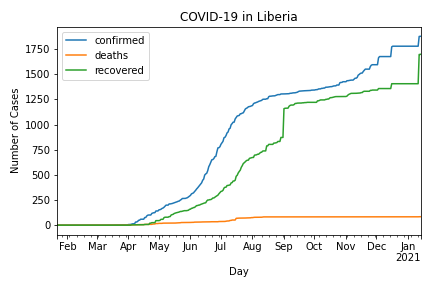 COVID-19 in Liberia
confirmed
deaths
recovered
Number of Cases
1750
1500
1250
1000
750
500
250
0
Feb Mar Apr May Jun Jul Aug Sep Oct Nov Dec Jan
2021
Day